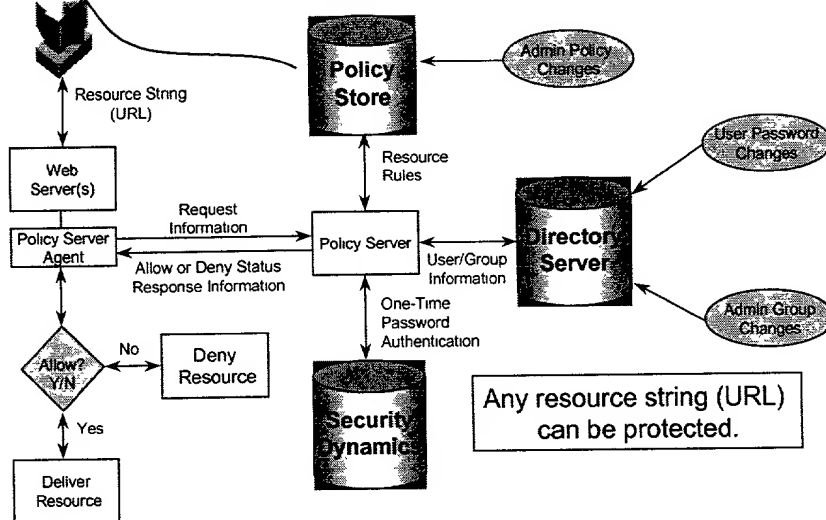 Policy
Store
Admin Policy
Changes
Resource String
(URL)
User Password
Changes
Resource
Rules
Web
Server(s)
Request
Information
Policy Server
Agent
Policy Server
Allow or Deny Status
Response Information
User/Group
Information
Directory
Server
One-Time
Password
Authentication
Admin Group
Changes
Allow?
Y/N
No
Deny
Resource
Yes
Security
Dynamics
Any resource string (URL)
can be protected.
Deliver
Resource